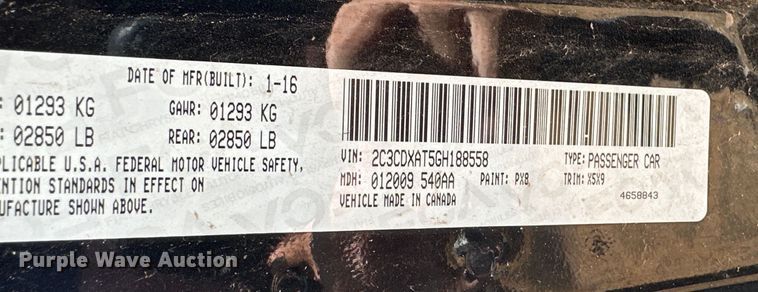 DATE OF MFR(BUILT): 1-16
: 01293 KG GAWR: 01293 KG
: 02850 LB REAR: 02850 LB
PLICABLE U.S.A. FEDERAL MOTOR VEHICLE SAFETY,
ENTION STANDARDS IN EFFECT ON
NUFACTURE SHOWN ABOVE.
VIN: 2C3CDXAT5GH188558 TYPE: PASSENGER CAR
MDH: 012009 540AA PAINT: PX8 TRIM: X5X9
VEHICLE MADE IN CANADA 4658843
Purple Wave Auction